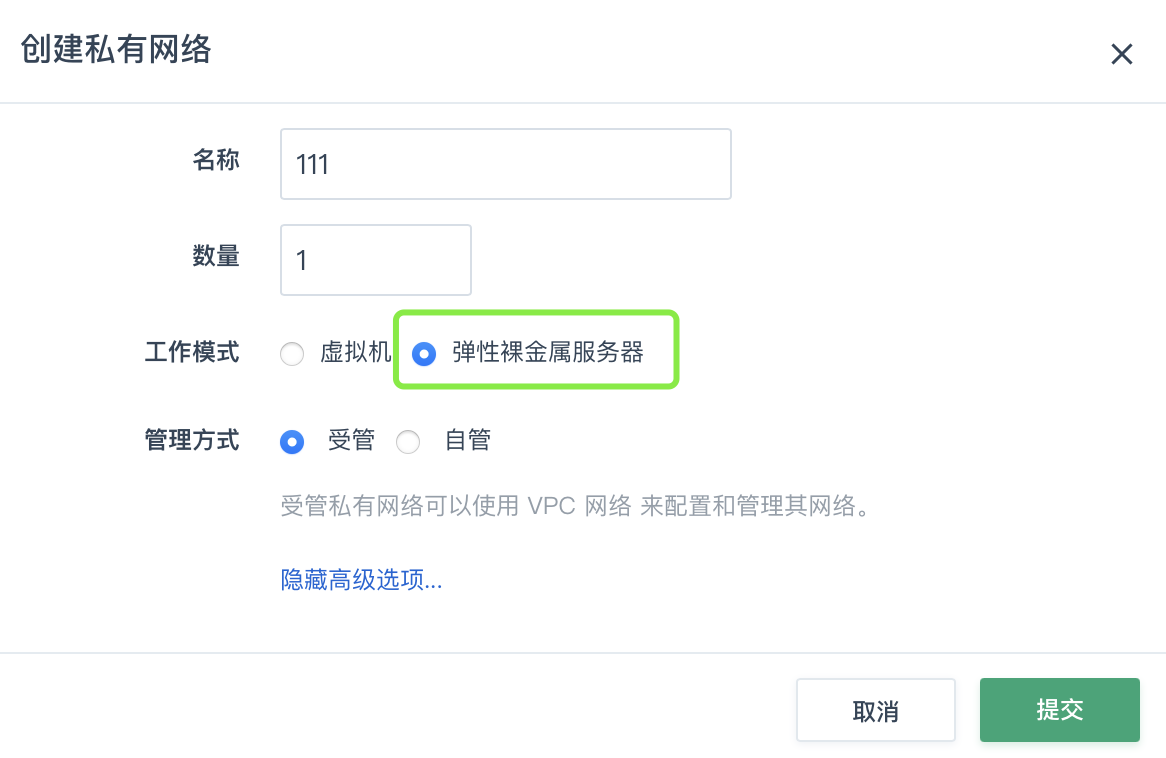 创建私有网络
名称 111
数量 1
工作模式 虚拟机 弹性裸金属服务器
管理方式 受管 自管
受管私有网络可以使用 VPC 网络 来配置和管理其网络。
隐藏高级选项...
取消 提交